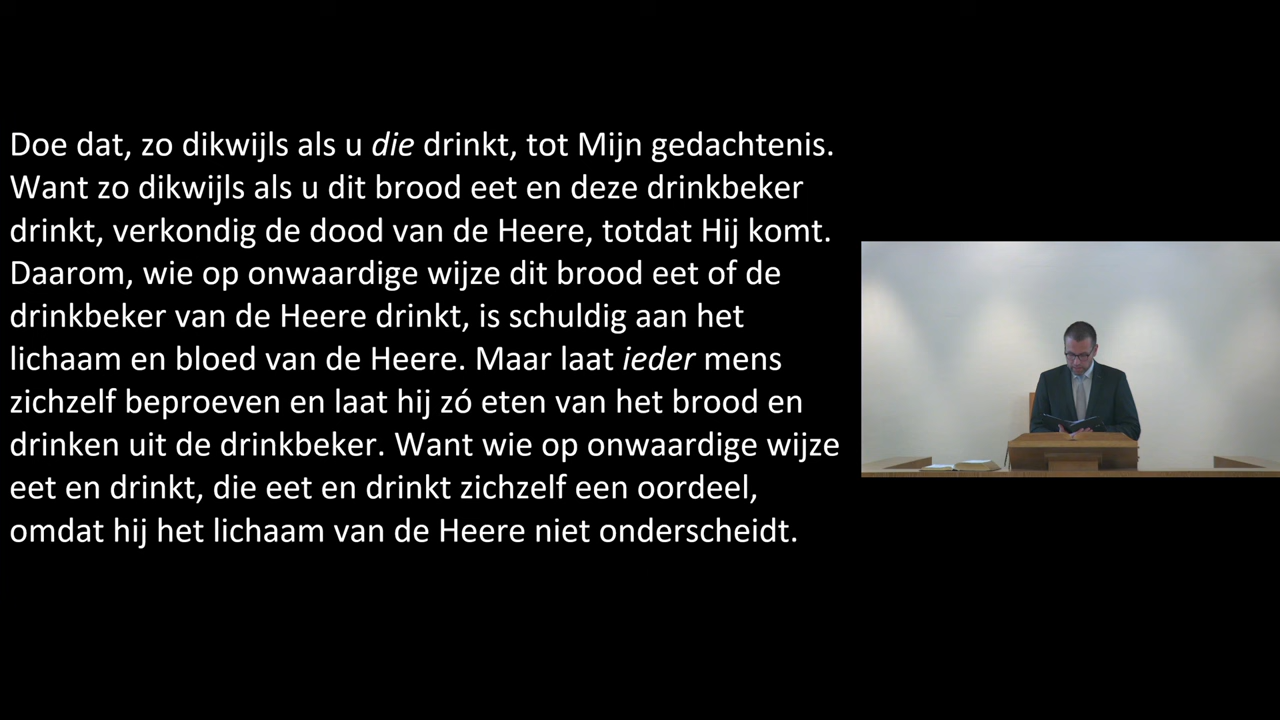 Doe dat, zo dikwijls als u die drinkt, tot Mijn gedachtenis.
Want zo dikwijls als u dit brood eet en deze drinkbeker
drinkt, verkondig de dood van de Heere, totdat Hij komt.
Daarom, wie op onwaardige wijze dit brood eet of de
drinkbeker van de Heere drinkt, is schuldig aan het
lichaam en bloed van de Heere. Maar laat ieder mens
zichzelf beproeven en laat hij zó eten van het brood en
drinken uit de drinkbeker. Want wie op onwaardige wijze
eet en drinkt, die eet en drinkt zichzelf een oordeel,
omdat hij het lichaam van de Heere niet onderscheidt.